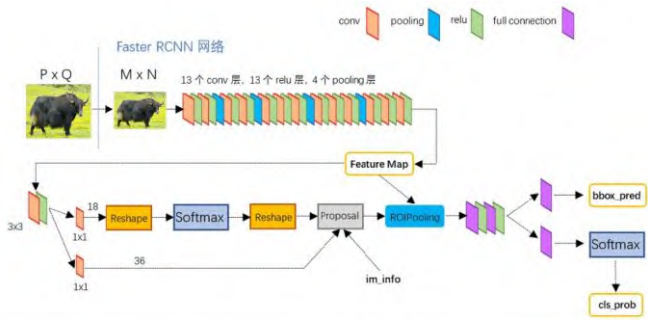 conv pooling relu full connection
Faster RCNN 网络
P x Q
M x N
13 个 conv 层，13 个 relu 层，4 个 pooling 层
Feature Map
3x3
18
1x1
Reshape
Softmax
Reshape
Proposal
ROIPooling
bbox_pred
Softmax
36
1x1
im_info
cls_prob